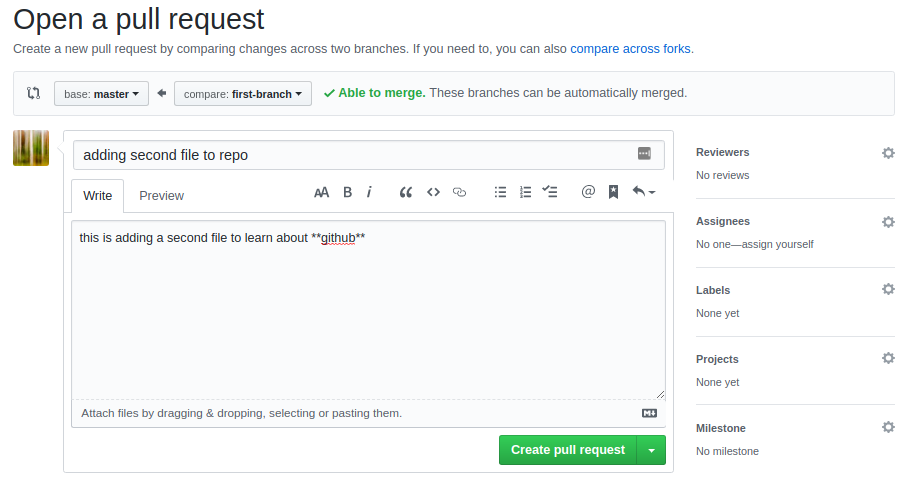 Open a pull request
Create a new pull request by comparing changes across two branches. If you need to, you can also compare across forks.
base: master compare: first-branch Able to merge. These branches can be automatically merged.
adding second file to repo
Write Preview AA B i
this is adding a second file to learn about **github**
Attach files by dragging & dropping, selecting or pasting them.
Create pull request
Reviewers
No reviews
Assignees
No one—assign yourself
Labels
None yet
Projects
None yet
Milestone
No milestone